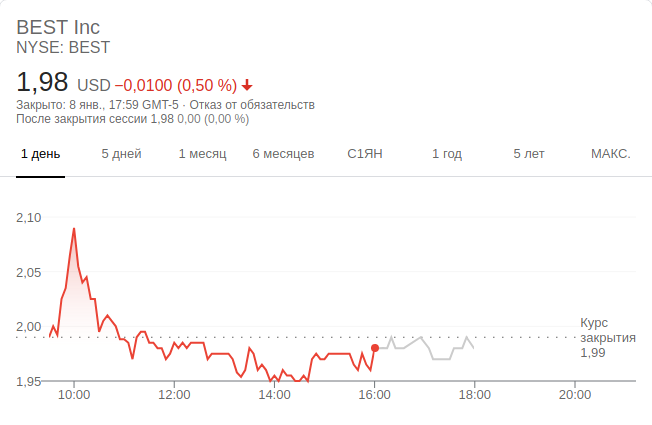 BEST Inc
NYSE: BEST
1,98 USD −0,0100 (0,50 %)
Закрыто: 8 янв., 17:59 GMT-5 · Отказ от обязательств
После закрытия сессии 1,98 0,00 (0,00 %)
1 день 5 дней 1 месяц 6 месяцев С1ЯН 1 год 5 лет МАКС.
2,10
2,05
2,00
Курс
закрытия
1,99
1,95
10:00 12:00 14:00 16:00 18:00 20:00